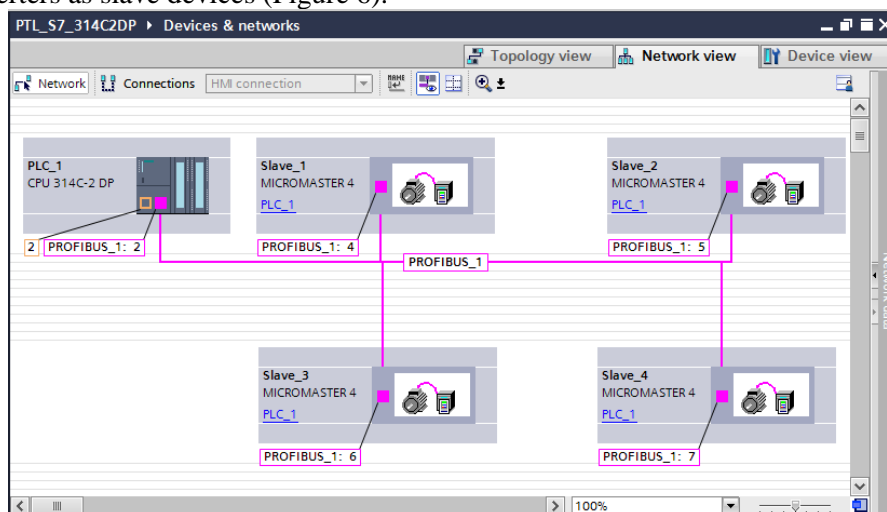 erters as slave devices (Figure 6).
PTL_S7_314C2DP ▸ Devices & networks
Topology view
Network view
Device view
Network
Connections
HMI connection
PLC_1
CPU 314C-2 DP
Slave_1
MICROMASTER 4
PLC_1
Slave_2
MICROMASTER 4
PLC_1
2
PROFIBUS_1: 2
PROFIBUS_1: 4
PROFIBUS_1: 5
PROFIBUS_1
Slave_3
MICROMASTER 4
PLC_1
Slave_4
MICROMASTER 4
PLC_1
PROFIBUS_1: 6
PROFIBUS_1: 7
100%